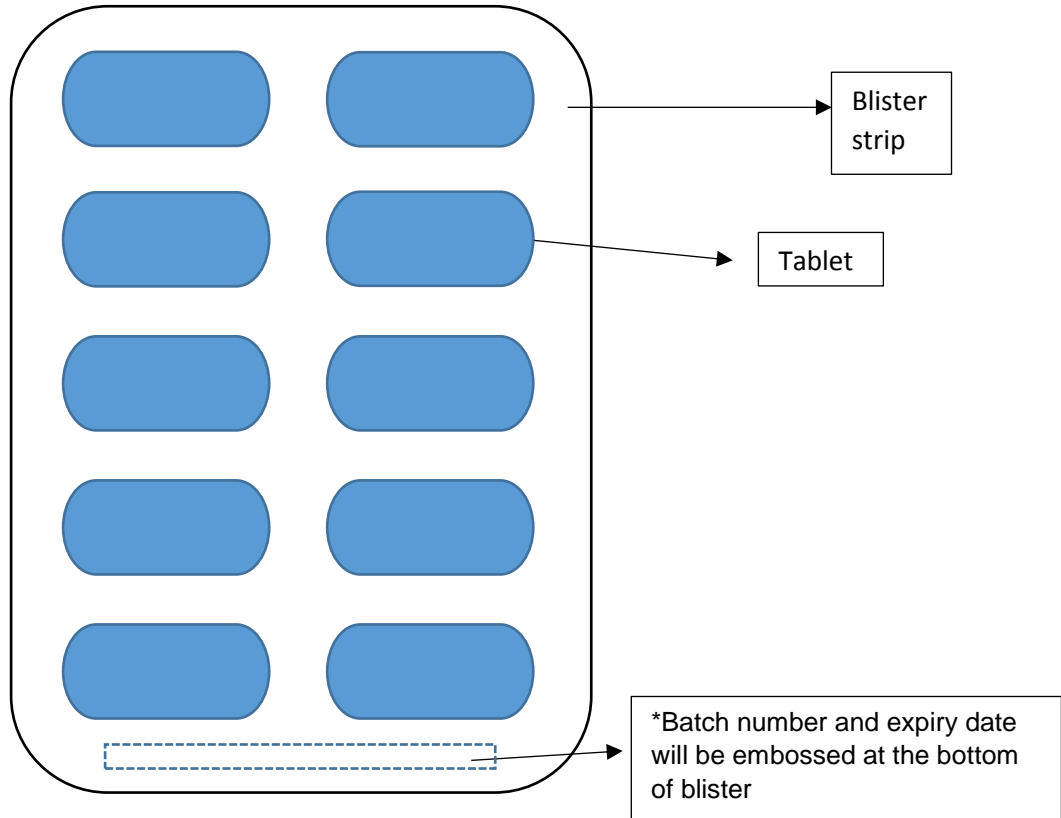 Blister
strip
Tablet
*Batch number and expiry date
will be embossed at the bottom
of blister